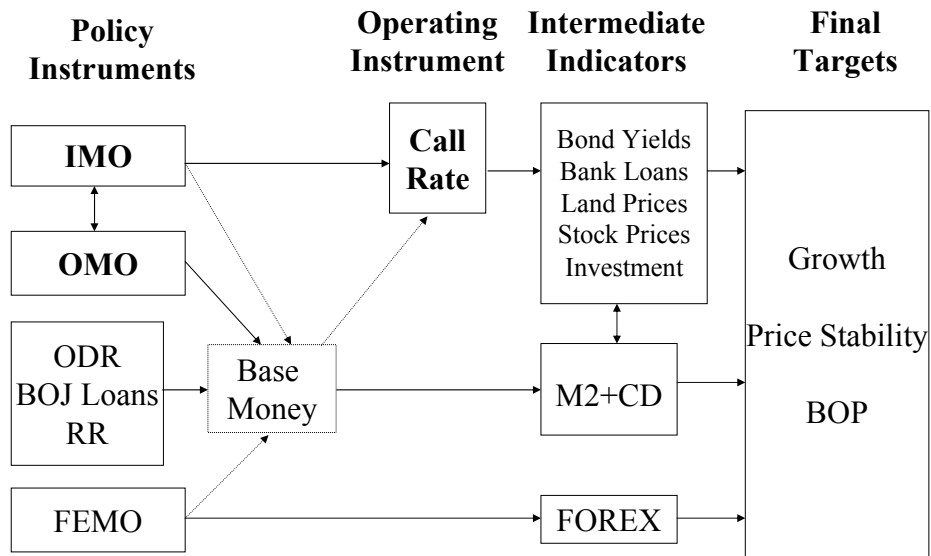 Policy
Instruments
Operating
Instrument
Intermediate
Indicators
Final
Targets
IMO
OMO
ODR
BOJ Loans
RR
FEMO
Base
Money
Call
Rate
Bond Yields
Bank Loans
Land Prices
Stock Prices
Investment
M2+CD
FOREX
Growth
Price Stability
BOP